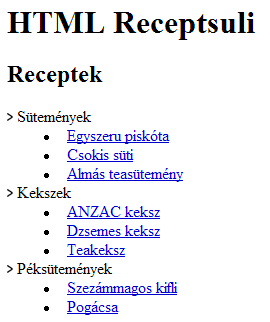 HTML Receptsuli
Receptek
> Sütemények
• Egyszeru piskóta
• Csokis süti
• Almás teasütemény
> Kekszek
• ANZAC keksz
• Dzsemes keksz
• Teakeksz
> Péksütemények
• Szezámmagos kifli
• Pogácsa